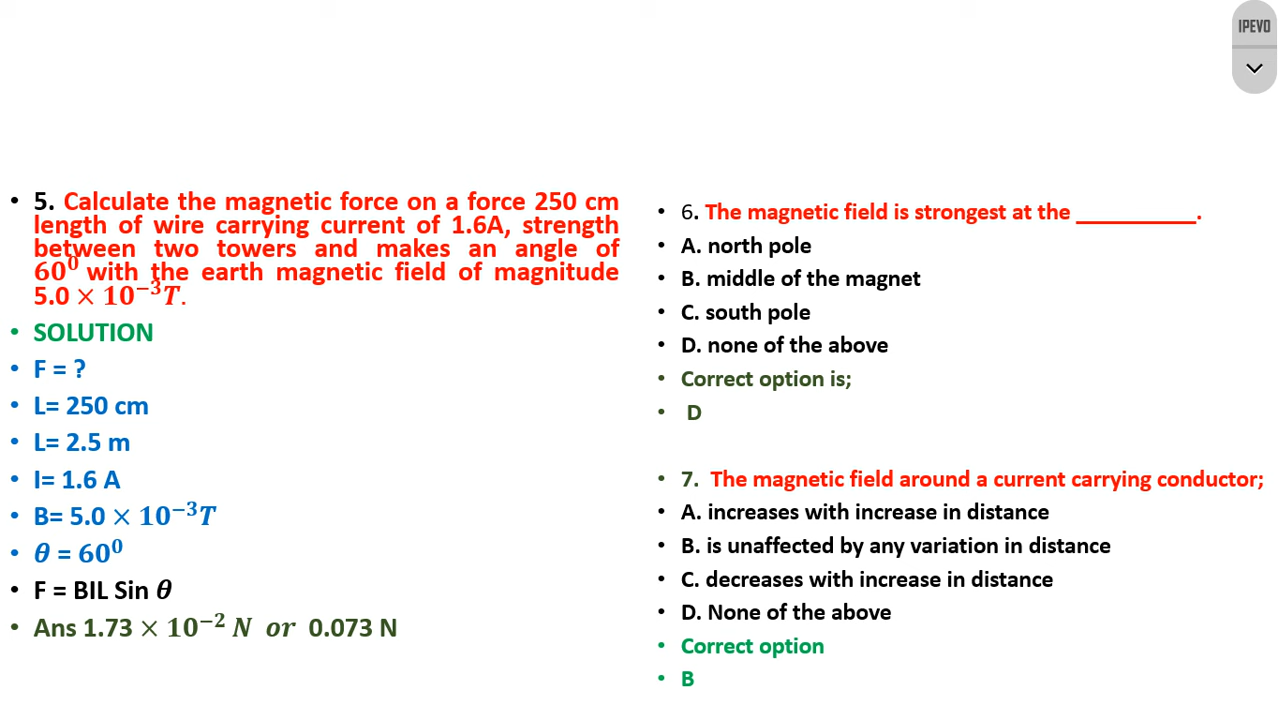 IPEVO
• 5. Calculate the magnetic force on a force 250 cm
length of wire carrying current of 1.6A, strength
between two towers and makes an angle of
60⁰ with the earth magnetic field of magnitude
5.0 × 10⁻³T.
• SOLUTION
• F = ?
• L= 250 cm
• L= 2.5 m
• I= 1.6 A
• B= 5.0 × 10⁻³T
• θ = 60⁰
• F = BIL Sin θ
• Ans 1.73 × 10⁻² N or 0.073 N
• 6. The magnetic field is strongest at the __________.
• A. north pole
• B. middle of the magnet
• C. south pole
• D. none of the above
• Correct option is;
• D
• 7. The magnetic field around a current carrying conductor;
• A. increases with increase in distance
• B. is unaffected by any variation in distance
• C. decreases with increase in distance
• D. None of the above
• Correct option
• B